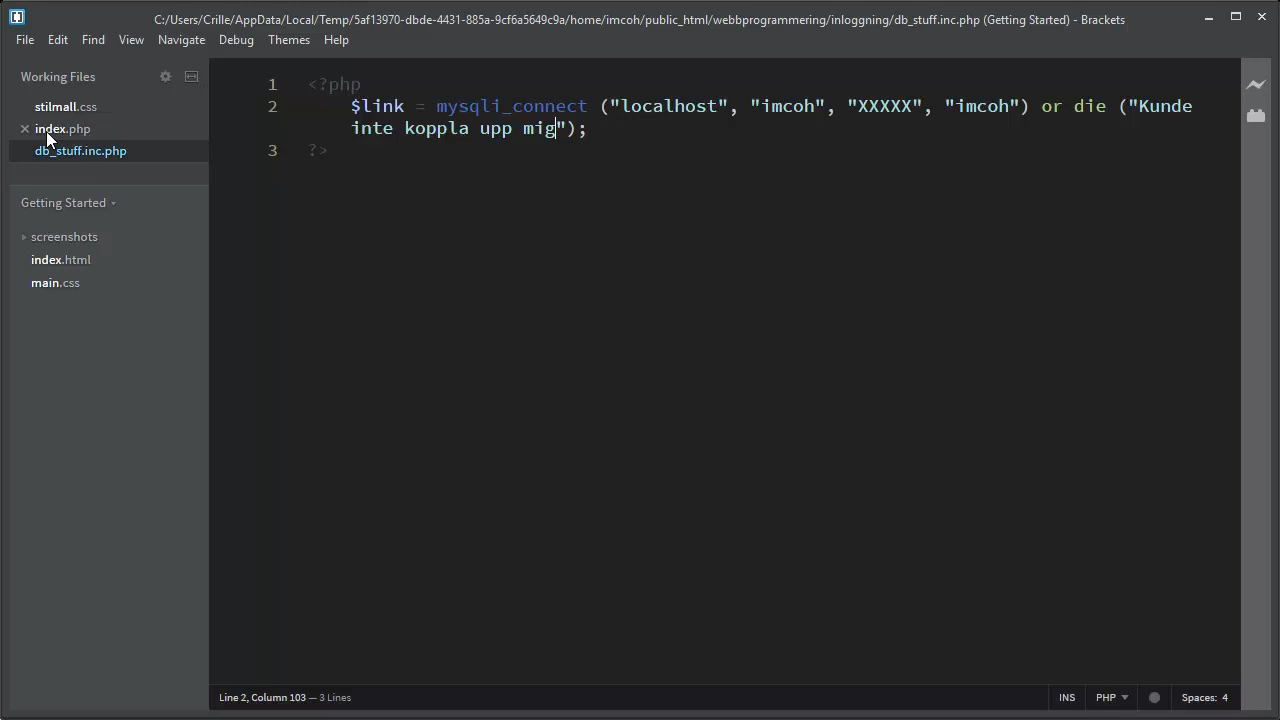 C:/Users/Crille/AppData/Local/Temp/5af13970-dbde-4431-885a-9cf6a5649c9a/home/imcoh/public_html/webbprogrammering/inloggning/db_stuff.inc.php (Getting Started) - Brackets
File Edit Find View Navigate Debug Themes Help
Working Files
stilmall.css
index.php
db_stuff.inc.php
Getting Started
screenshots
index.html
main.css
1 <?php
2 $link = mysqli_connect ("localhost", "imcoh", "XXXXX", "imcoh") or die ("Kunde
inte koppla upp mig");
3 ?>
Line 2, Column 103 — 3 Lines
INS PHP Spaces: 4